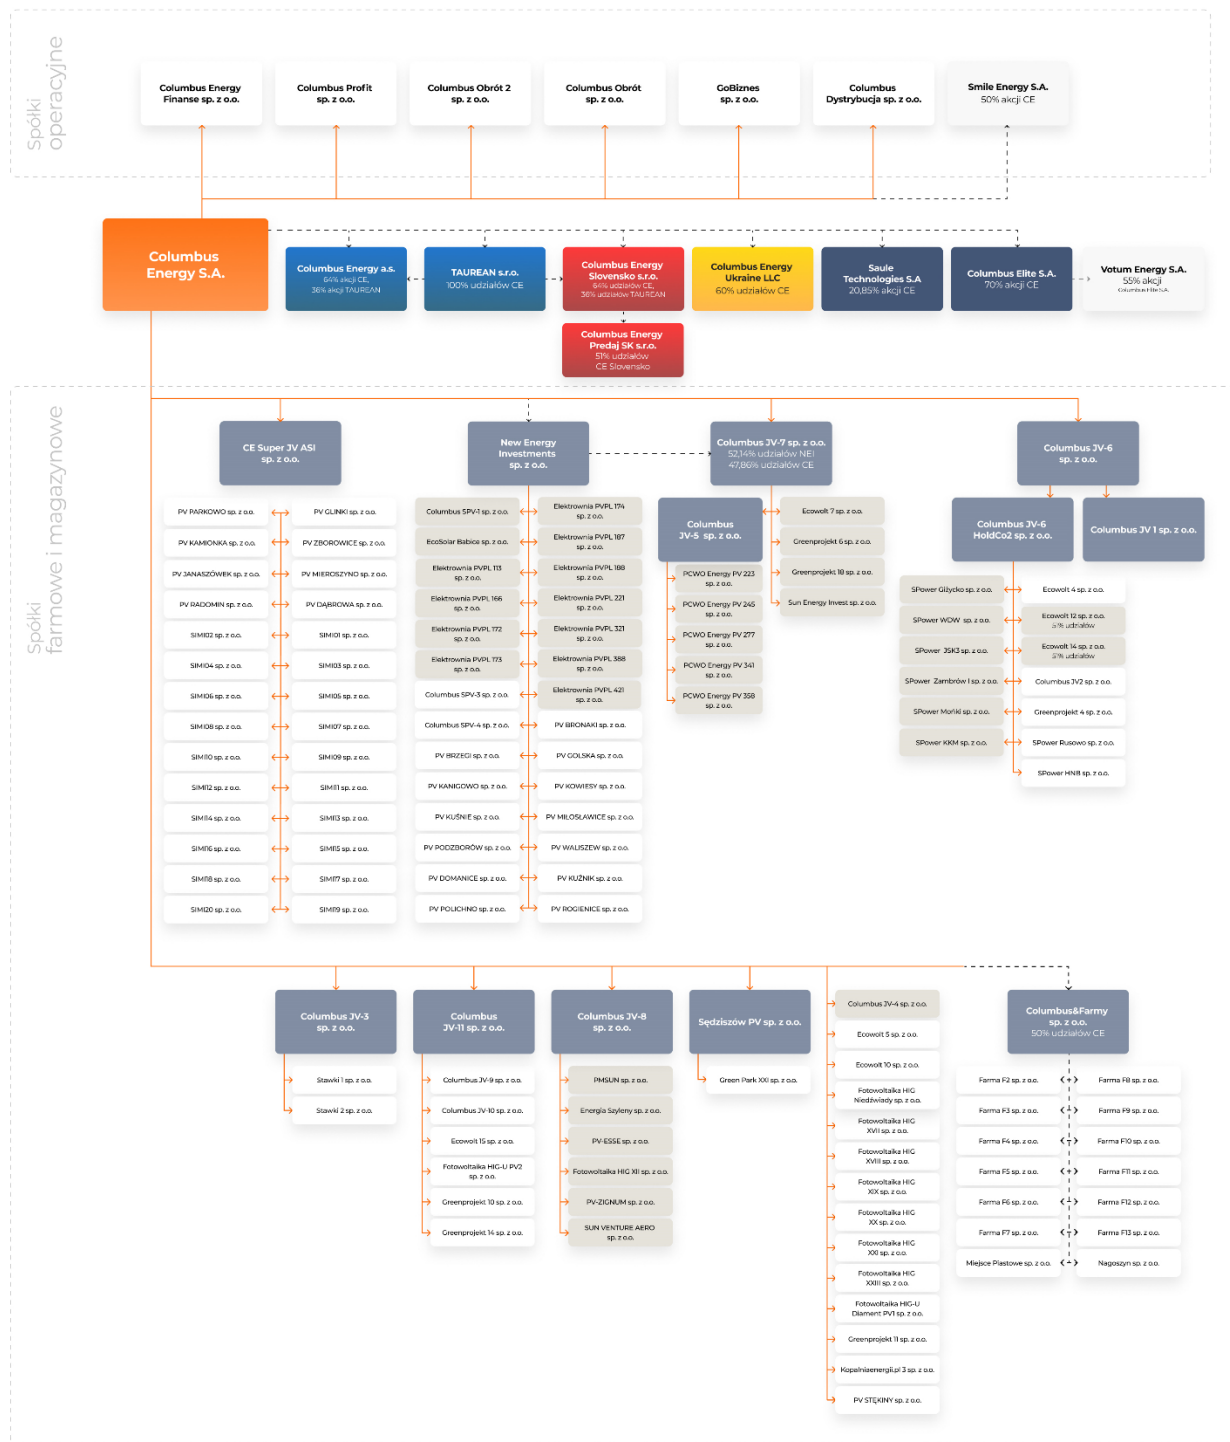 Spółki
operacyjne
Columbus Energy
Finanse sp. z o.o.
Columbus Profit
sp. z o.o.
Columbus Obrót 2
sp. z o.o.
Columbus Obrót
sp. z o.o.
GoBiznes
sp. z o.o.
Columbus
Dystrybucja sp. z o.o.
Smile Energy S.A.
50% akcji CE
Columbus
Energy S.A.
Columbus Energy a.s.
64% akcji CE,
36% akcji TAUREAN
TAUREAN s.r.o.
100% udziałów CE
Columbus Energy
Slovensko s.r.o.
64% udziałów CE,
36% udziałów TAUREAN
Columbus Energy
Ukraine LLC
60% udziałów CE
Saule
Technologies S.A
20,85% akcji CE
Columbus Elite S.A.
70% akcji CE
Votum Energy S.A.
55% akcji
Columbus Elite S.A.
Columbus Energy
Predaj SK s.r.o.
51% udziałów
CE Slovensko
Spółki
farmowe i magazynowe
CE Super JV ASI
sp. z o.o.
PV PARKOWO sp. z o.o.
PV GLINKI sp. z o.o.
PV KAMIONKA sp. z o.o.
PV ZBOROWICE sp. z o.o.
PV JANASZÓWEK sp. z o.o.
PV MIEROSZYNO sp. z o.o.
PV RADOMIN sp. z o.o.
PV DĄBROWA sp. z o.o.
SIMI02 sp. z o.o.
SIMI01 sp. z o.o.
SIMI04 sp. z o.o.
SIMI03 sp. z o.o.
SIMI06 sp. z o.o.
SIMI05 sp. z o.o.
SIMI08 sp. z o.o.
SIMI07 sp. z o.o.
SIMI10 sp. z o.o.
SIMI09 sp. z o.o.
SIMI12 sp. z o.o.
SIMI11 sp. z o.o.
SIMI14 sp. z o.o.
SIMI13 sp. z o.o.
SIMI16 sp. z o.o.
SIMI15 sp. z o.o.
SIMI18 sp. z o.o.
SIMI17 sp. z o.o.
SIMI20 sp. z o.o.
SIMI19 sp. z o.o.
New Energy
Investments
sp. z o.o.
Columbus SPV-1 sp. z o.o.
Elektrownia PVPL 174
sp. z o.o.
EcoSolar Babice sp. z o.o.
Elektrownia PVPL 187
sp. z o.o.
Elektrownia PVPL 113
sp. z o.o.
Elektrownia PVPL 188
sp. z o.o.
Elektrownia PVPL 166
sp. z o.o.
Elektrownia PVPL 221
sp. z o.o.
Elektrownia PVPL 172
sp. z o.o.
Elektrownia PVPL 321
sp. z o.o.
Elektrownia PVPL 173
sp. z o.o.
Elektrownia PVPL 388
sp. z o.o.
Columbus SPV-3 sp. z o.o.
Elektrownia PVPL 421
sp. z o.o.
Columbus SPV-4 sp. z o.o.
PV BRONAKI sp. z o.o.
PV BRZEGI sp. z o.o.
PV GOLSKA sp. z o.o.
PV KANIGOWO sp. z o.o.
PV KOWIESY sp. z o.o.
PV KUŚNIE sp. z o.o.
PV MIŁOSŁAWICE sp. z o.o.
PV PODZBORÓW sp. z o.o.
PV WALISZEW sp. z o.o.
PV DOMANICE sp. z o.o.
PV KUŹNIK sp. z o.o.
PV POLICHNO sp. z o.o.
PV ROGIENICE sp. z o.o.
Columbus JV-7 sp. z o.o.
52,14% udziałów NEI
47,86% udziałów CE
Columbus
JV-5 sp. z o.o.
PCWO Energy PV 223
sp. z o.o.
PCWO Energy PV 245
sp. z o.o.
PCWO Energy PV 277
sp. z o.o.
PCWO Energy PV 341
sp. z o.o.
PCWO Energy PV 358
sp. z o.o.
Ecowolt 7 sp. z o.o.
Greenprojekt 6 sp. z o.o.
Greenprojekt 18 sp. z o.o.
Sun Energy Invest sp. z o.o.
Columbus JV-6
sp. z o.o.
Columbus JV-6
HoldCo2 sp. z o.o.
Columbus JV 1 sp. z o.o.
SPower Giżycko sp. z o.o.
Ecowolt 4 sp. z o.o.
SPower WDW sp. z o.o.
Ecowolt 12 sp. z o.o.
51% udziałów
SPower JSK3 sp. z o.o.
Ecowolt 14 sp. z o.o.
51% udziałów
SPower Zambrów I sp. z o.o.
Columbus JV2 sp. z o.o.
SPower Mońki sp. z o.o.
Greenprojekt 4 sp. z o.o.
SPower KKM sp. z o.o.
SPower Rusowo sp. z o.o.
SPower HN8 sp. z o.o.
Columbus JV-3
sp. z o.o.
Stawki 1 sp. z o.o.
Stawki 2 sp. z o.o.
Columbus
JV-11 sp. z o.o.
Columbus JV-9 sp. z o.o.
Columbus JV-10 sp. z o.o.
Ecowolt 15 sp. z o.o.
Fotowoltaika HIG-U PV2
sp. z o.o.
Greenprojekt 10 sp. z o.o.
Greenprojekt 14 sp. z o.o.
Columbus JV-8
sp. z o.o.
PMSUN sp. z o.o.
Energia Szyleny sp. z o.o.
PV-ESSE sp. z o.o.
Fotowoltaika HIG XII sp. z o.o.
PV-ZIGNUM sp. z o.o.
SUN VENTURE AERO
sp. z o.o.
Sędziszów PV sp. z o.o.
Green Park XXI sp. z o.o.
Columbus JV-4 sp. z o.o.
Ecowolt 5 sp. z o.o.
Ecowolt 10 sp. z o.o.
Fotowoltaika HIG
Niedźwiady sp. z o.o.
Fotowoltaika HIG
XVII sp. z o.o.
Fotowoltaika HIG
XVIII sp. z o.o.
Fotowoltaika HIG
XIX sp. z o.o.
Fotowoltaika HIG
XX sp. z o.o.
Fotowoltaika HIG
XXI sp. z o.o.
Fotowoltaika HIG
XXIII sp. z o.o.
Fotowoltaika HIG-U
Diament PV1 sp. z o.o.
Greenprojekt 11 sp. z o.o.
Kopalniaenergii.pl 3 sp. z o.o.
PV STĘKINY sp. z o.o.
Columbus&Farmy
sp. z o.o.
50% udziałów CE
Farma F2 sp. z o.o.
Farma F8 sp. z o.o.
Farma F3 sp. z o.o.
Farma F9 sp. z o.o.
Farma F4 sp. z o.o.
Farma F10 sp. z o.o.
Farma F5 sp. z o.o.
Farma F11 sp. z o.o.
Farma F6 sp. z o.o.
Farma F12 sp. z o.o.
Farma F7 sp. z o.o.
Farma F13 sp. z o.o.
Miejsce Piastowe sp. z o.o.
Nagoszyn sp. z o.o.